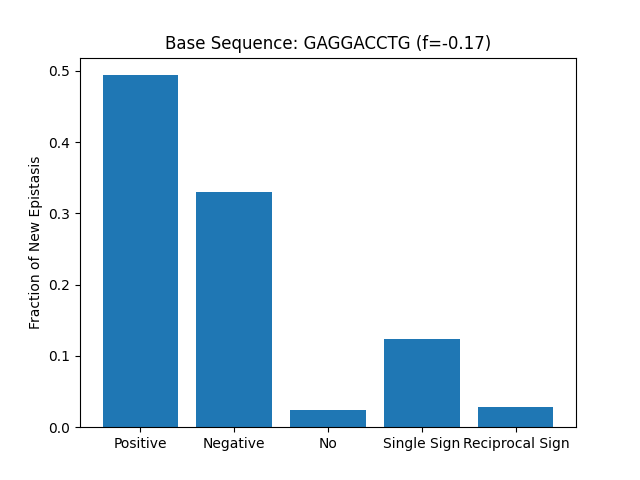 Base Sequence: GAGGACCTG (f=-0.17)
Fraction of New Epistasis
0.5
0.4
0.3
0.2
0.1
0.0
Positive Negative No Single Sign Reciprocal Sign